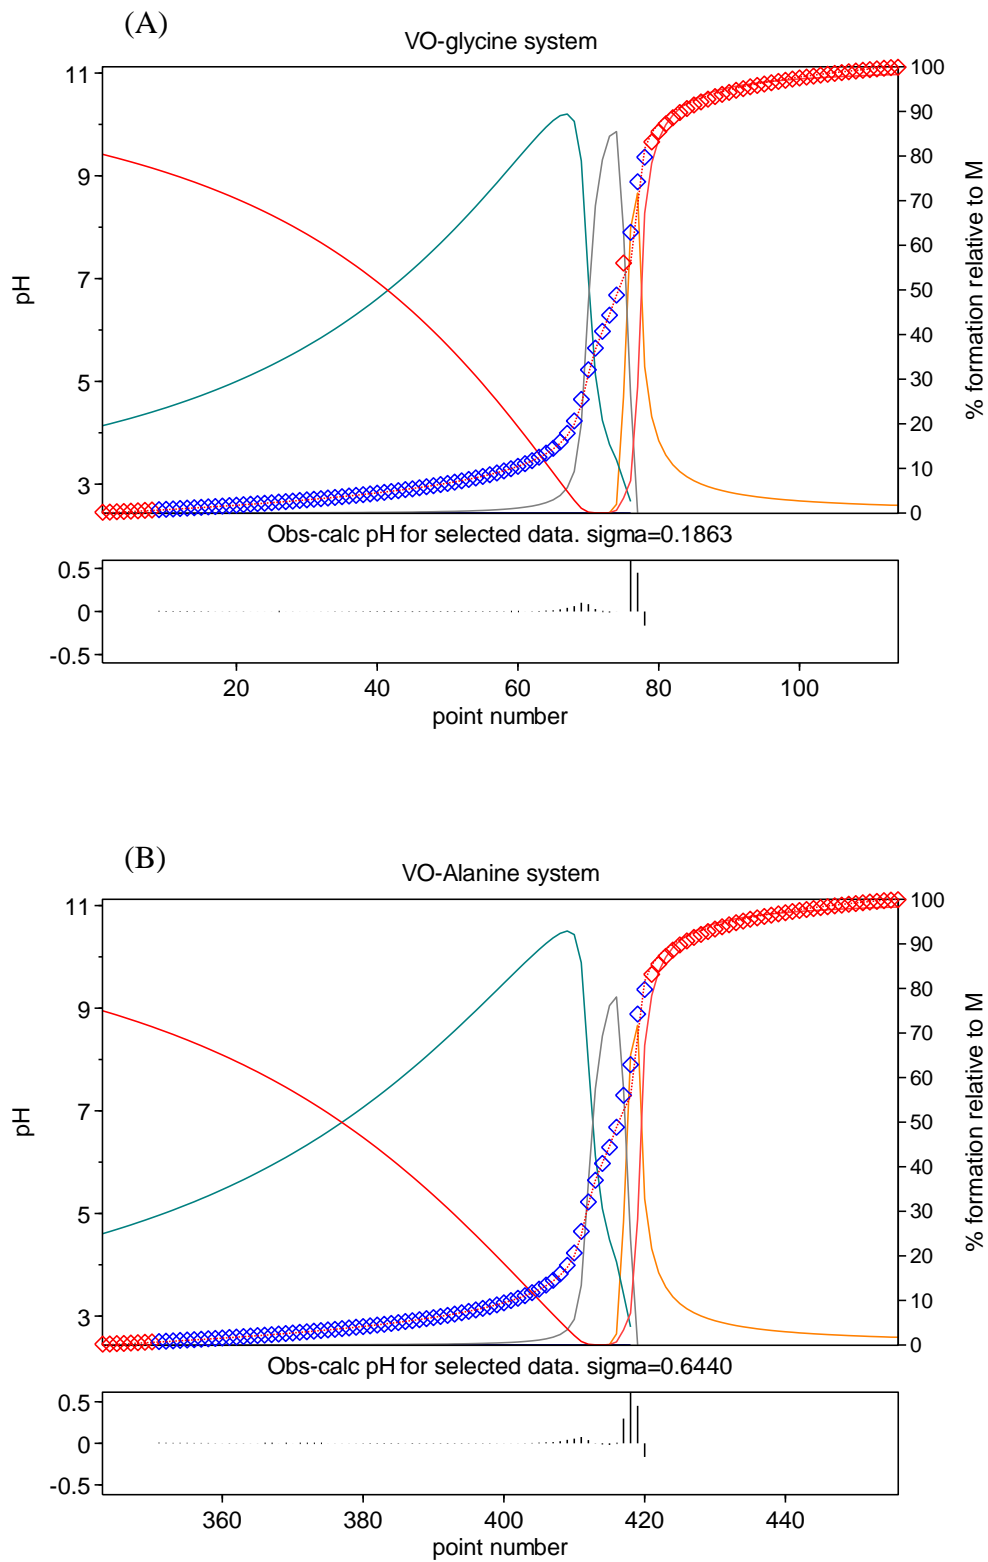 (A)
VO-glycine system
11
9
7
5
3
pH
100
90
80
70
60
50
40
30
20
10
0
% formation relative to M
Obs-calc pH for selected data. sigma=0.1863
0.5
0
-0.5
20 40 60 80 100
point number
(B)
VO-Alanine system
11
9
7
5
3
pH
100
90
80
70
60
50
40
30
20
10
0
% formation relative to M
Obs-calc pH for selected data. sigma=0.6440
0.5
0
-0.5
360 380 400 420 440
point number